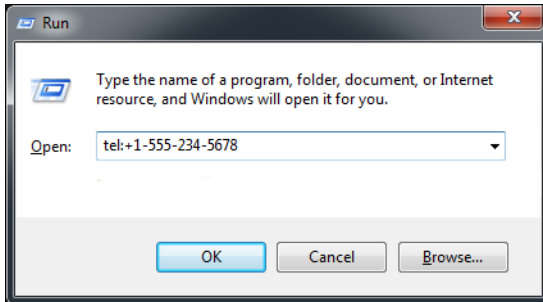 Run
Type the name of a program, folder, document, or Internet
resource, and Windows will open it for you.
Open: tel:+1-555-234-5678
OK Cancel Browse...